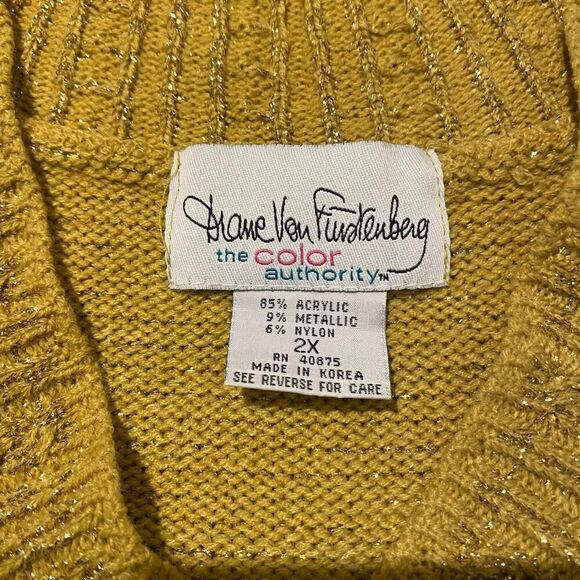 Diane Von Furstenberg
the color
authority™
85% ACRYLIC
9% METALLIC
6% NYLON
2X
RN 40875
MADE IN KOREA
SEE REVERSE FOR CARE